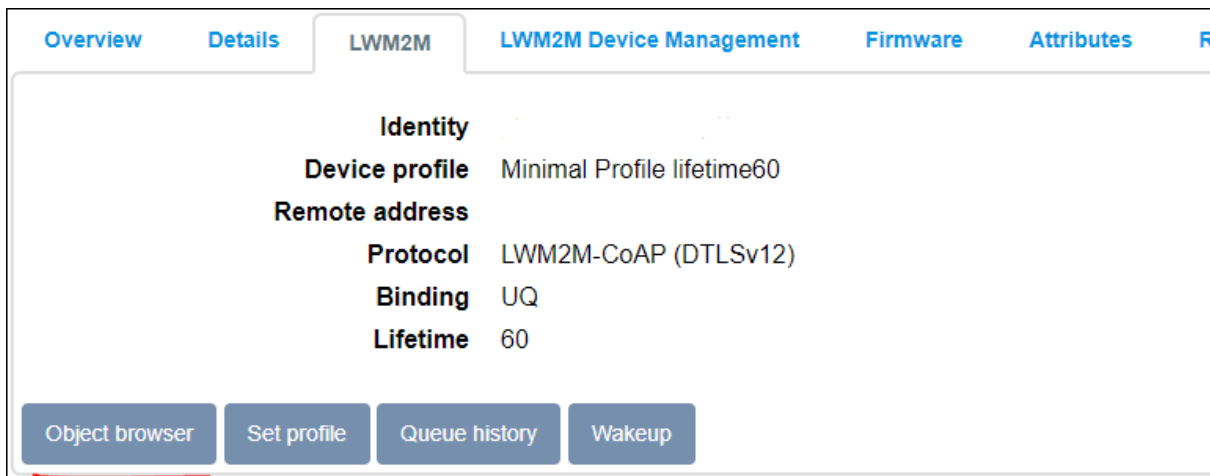 Overview Details LWM2M LWM2M Device Management Firmware Attributes
Identity
Device profile Minimal Profile lifetime60
Remote address
Protocol LWM2M-CoAP (DTLSv12)
Binding UQ
Lifetime 60
Object browser Set profile Queue history Wakeup